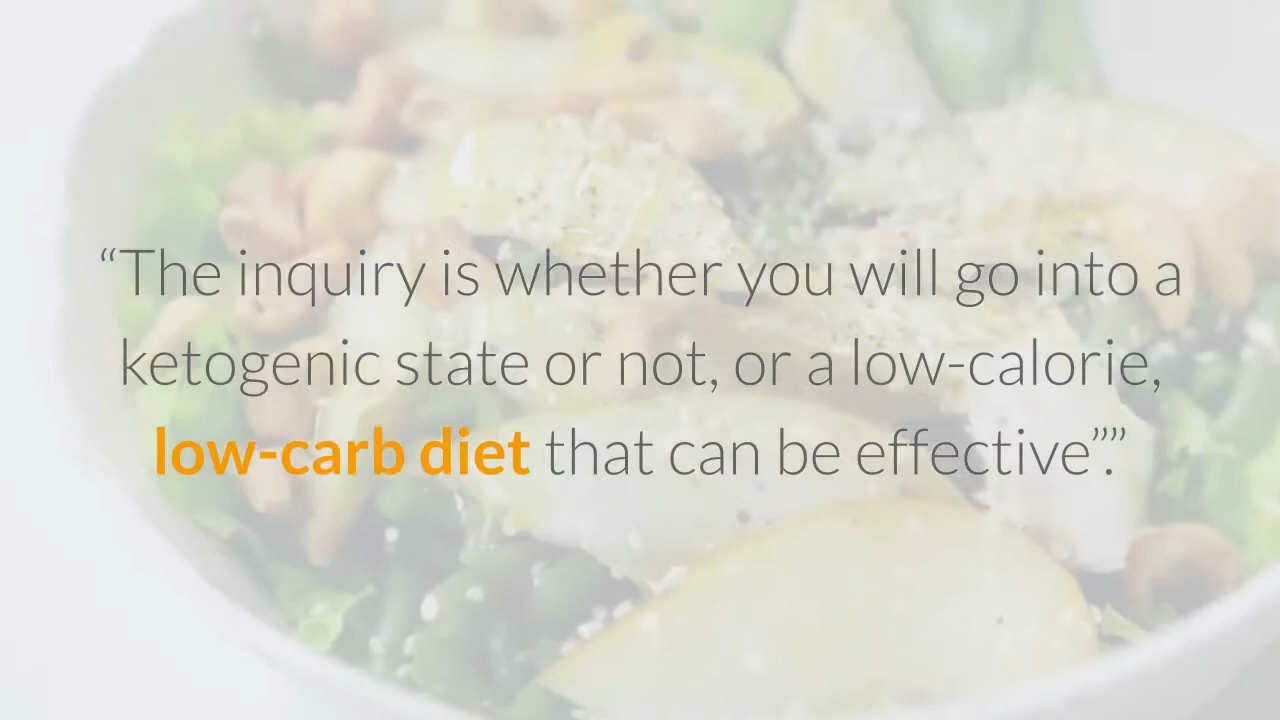 “The inquiry is whether you will go into a
ketogenic state or not, or a low-calorie,
low-carb diet that can be effective”.”